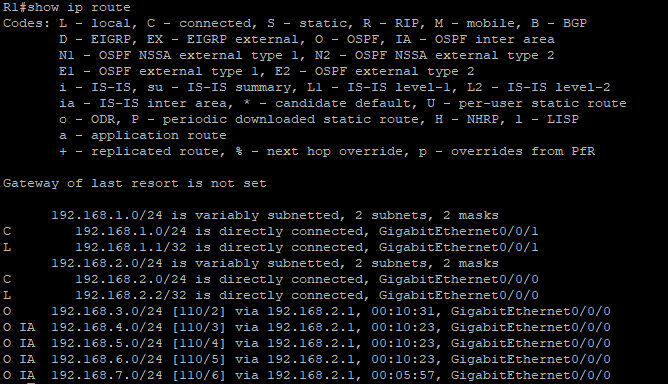 R1#show ip route
Codes: L - local, C - connected, S - static, R - RIP, M - mobile, B - BGP
       D - EIGRP, EX - EIGRP external, O - OSPF, IA - OSPF inter area
       N1 - OSPF NSSA external type 1, N2 - OSPF NSSA external type 2
       E1 - OSPF external type 1, E2 - OSPF external type 2
       i - IS-IS, su - IS-IS summary, L1 - IS-IS level-1, L2 - IS-IS level-2
       ia - IS-IS inter area, * - candidate default, U - per-user static route
       o - ODR, P - periodic downloaded static route, H - NHRP, l - LISP
       a - application route
       + - replicated route, % - next hop override, p - overrides from PfR

Gateway of last resort is not set

      192.168.1.0/24 is variably subnetted, 2 subnets, 2 masks
C        192.168.1.0/24 is directly connected, GigabitEthernet0/0/1
L        192.168.1.1/32 is directly connected, GigabitEthernet0/0/1
      192.168.2.0/24 is variably subnetted, 2 subnets, 2 masks
C        192.168.2.0/24 is directly connected, GigabitEthernet0/0/0
L        192.168.2.2/32 is directly connected, GigabitEthernet0/0/0
O     192.168.3.0/24 [110/2] via 192.168.2.1, 00:10:31, GigabitEthernet0/0/0
O IA  192.168.4.0/24 [110/3] via 192.168.2.1, 00:10:23, GigabitEthernet0/0/0
O IA  192.168.5.0/24 [110/4] via 192.168.2.1, 00:10:23, GigabitEthernet0/0/0
O IA  192.168.6.0/24 [110/5] via 192.168.2.1, 00:10:23, GigabitEthernet0/0/0
O IA  192.168.7.0/24 [110/6] via 192.168.2.1, 00:05:57, GigabitEthernet0/0/0